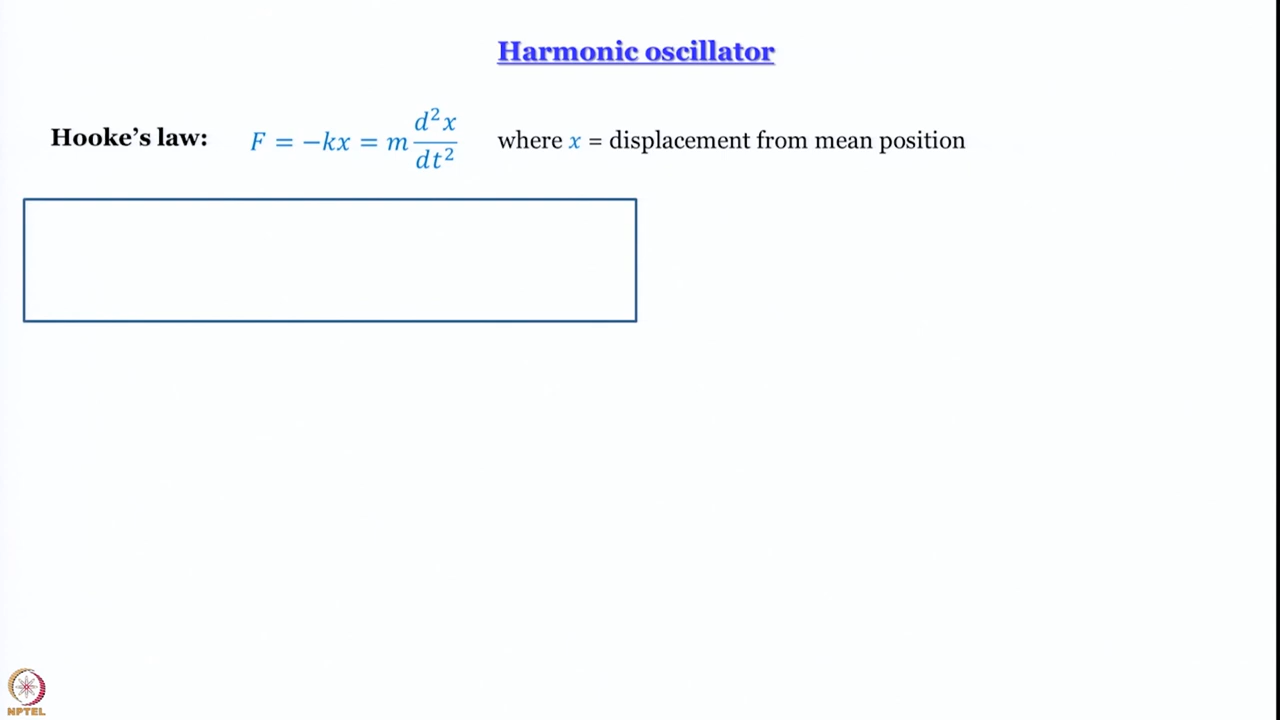 Harmonic oscillator
Hooke's law: F = −kx = m d²x/dt² where x = displacement from mean position
NPTEL